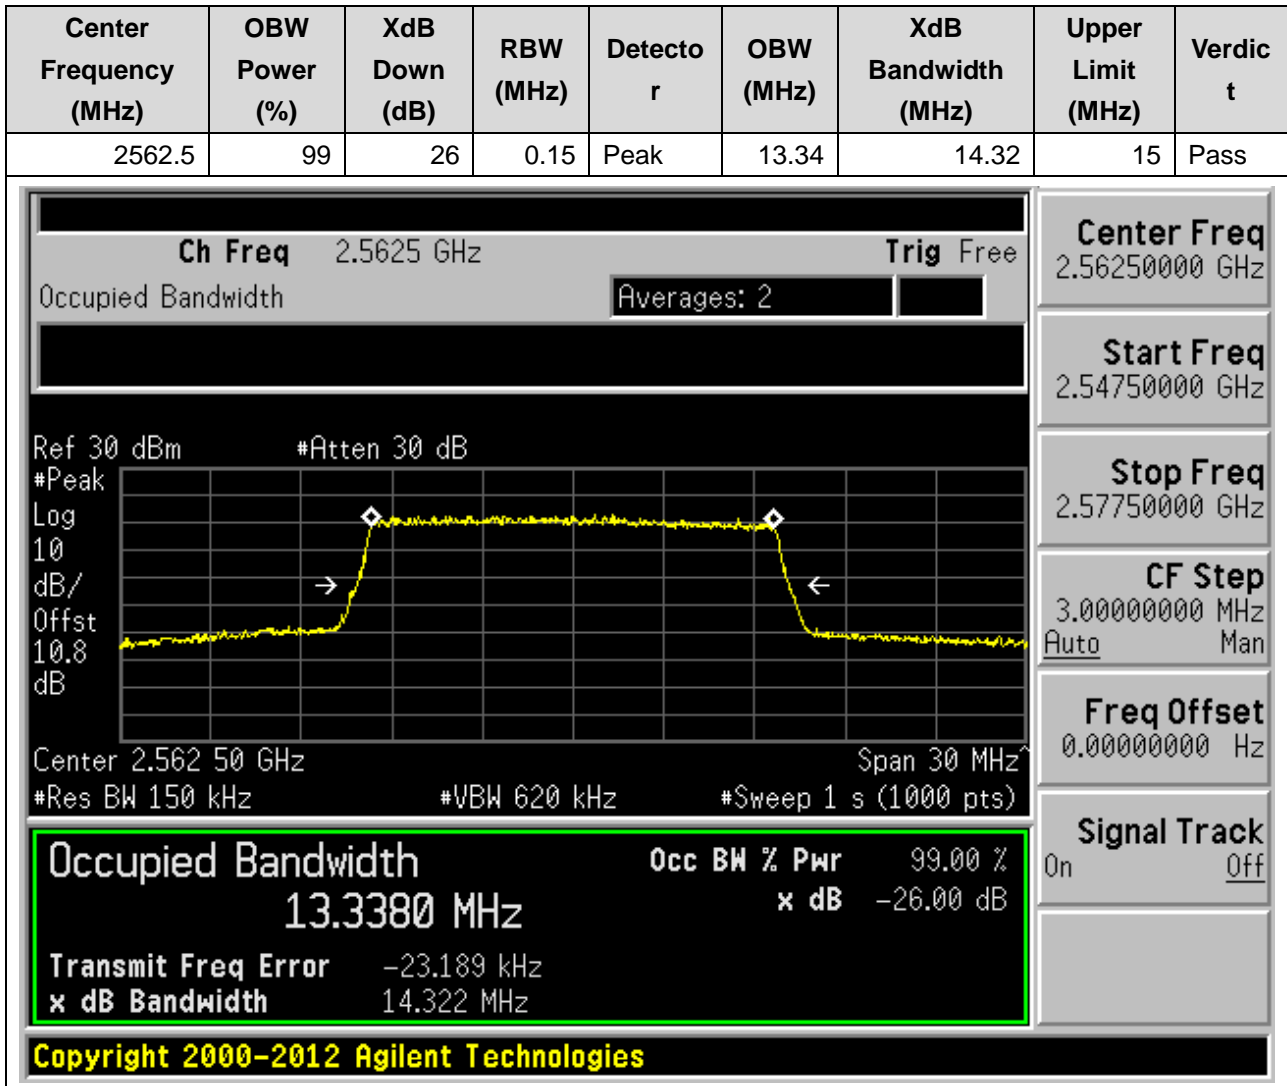 Center Frequency (MHz) OBW Power (%) XdB Down (dB) RBW (MHz) Detecto r OBW (MHz) XdB Bandwidth (MHz) Upper Limit (MHz) Verdic t
2562.5 99 26 0.15 Peak 13.34 14.32 15 Pass
Ch Freq 2.5625 GHz Trig Free
Occupied Bandwidth Averages: 2
Ref 30 dBm #Atten 30 dB
#Peak
Log
10
dB/
Offst
10.8
dB
Center 2.562 50 GHz Span 30 MHz^
#Res BW 150 kHz #VBW 620 kHz #Sweep 1 s (1000 pts)
Occupied Bandwidth Occ BW % Pwr 99.00 %
13.3380 MHz x dB -26.00 dB
Transmit Freq Error -23.189 kHz
x dB Bandwidth 14.322 MHz
Copyright 2000-2012 Agilent Technologies
Center Freq
2.56250000 GHz
Start Freq
2.54750000 GHz
Stop Freq
2.57750000 GHz
CF Step
3.00000000 MHz
Auto Man
Freq Offset
0.00000000 Hz
Signal Track
On Off